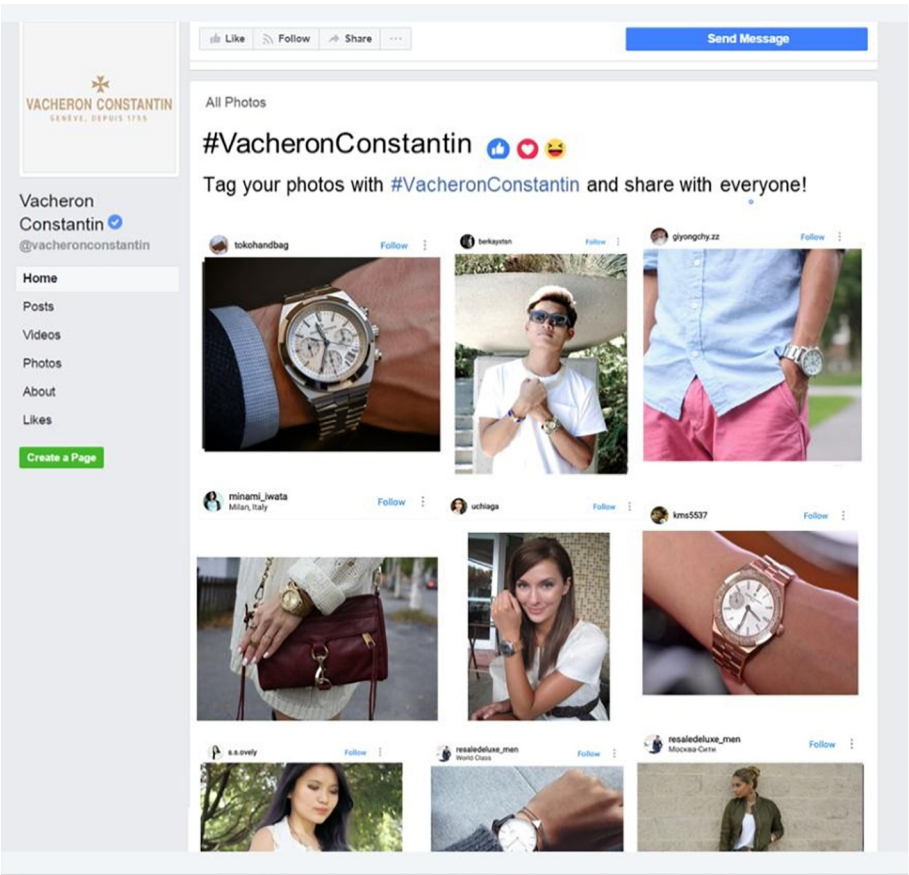 Like
Follow
Share
Send Message
VACHERON CONSTANTIN
GENÈVE, DEPUIS 1755
Vacheron
Constantin
@vacheronconstantin
Home
Posts
Videos
Photos
About
Likes
Create a Page
All Photos
#VacheronConstantin
Tag your photos with #VacheronConstantin and share with everyone!
tokohandbag Follow
berkayxtsn Follow
giyongchy.zz Follow
minami_iwata Follow
Milan, Italy
uchiaga Follow
kms5537 Follow
s.s.ovely Follow
resaledeluxe_men Follow
World Class
resaledeluxe_men Follow
Москва-Сити